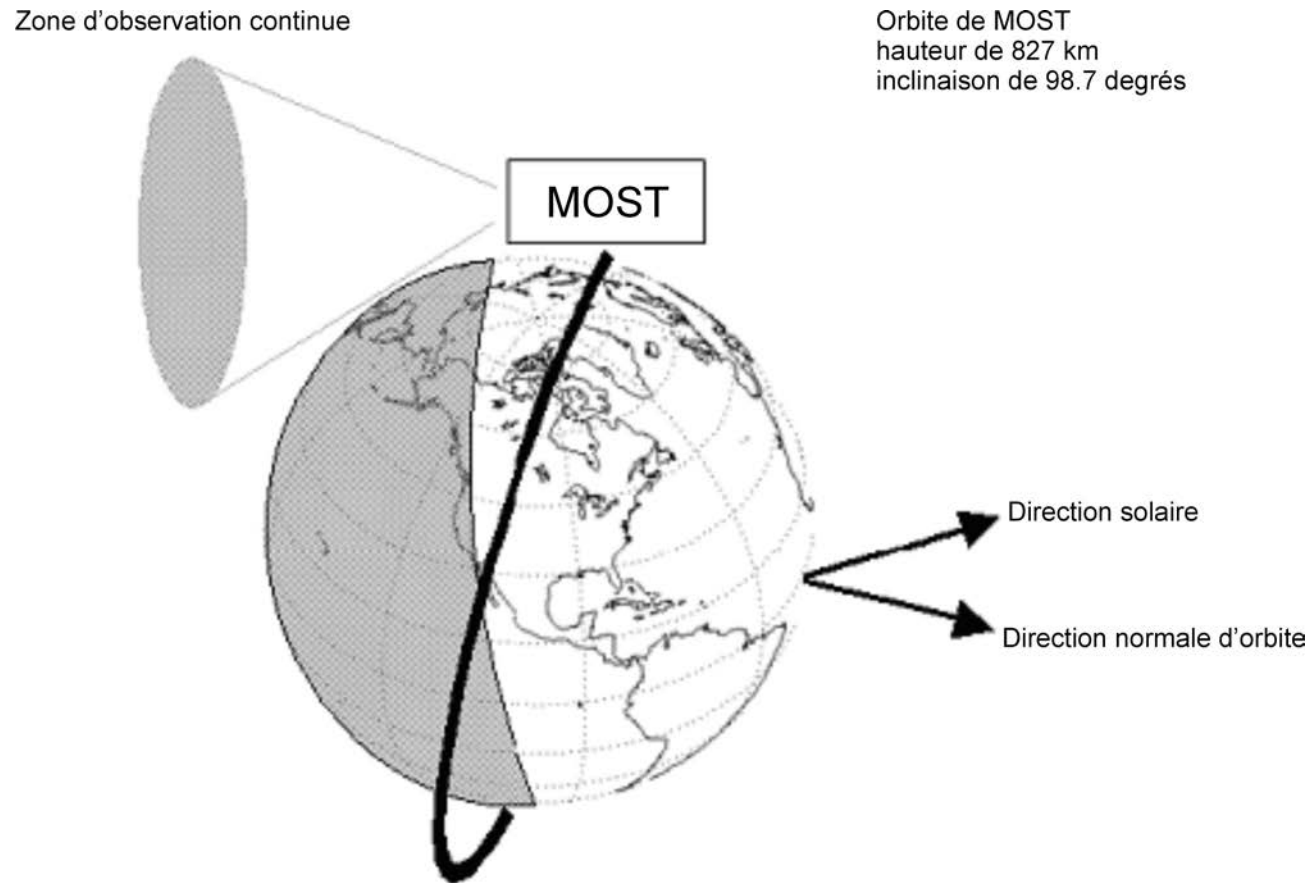 Zone d’observation continue
Orbite de MOST
hauteur de 827 km
inclinaison de 98.7 degrés
MOST
Direction solaire
Direction normale d’orbite